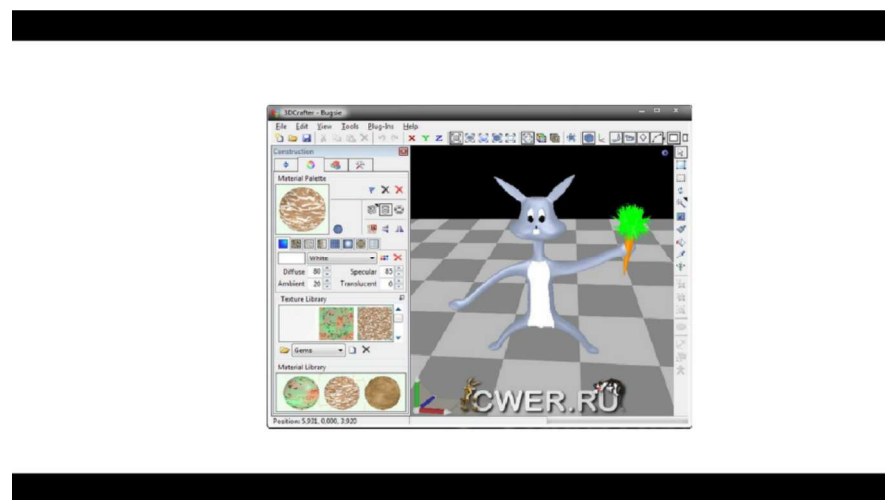 3DCrafter - Bugsie
File Edit View Tools Plug-Ins Help
X Y Z
Construction
Material Palette
White
Diffuse 80 Specular 85
Ambient 20 Translucent 0
Texture Library
Gems
Material Library
CWER.RU
Position: 5,931, 0,000, 3,920